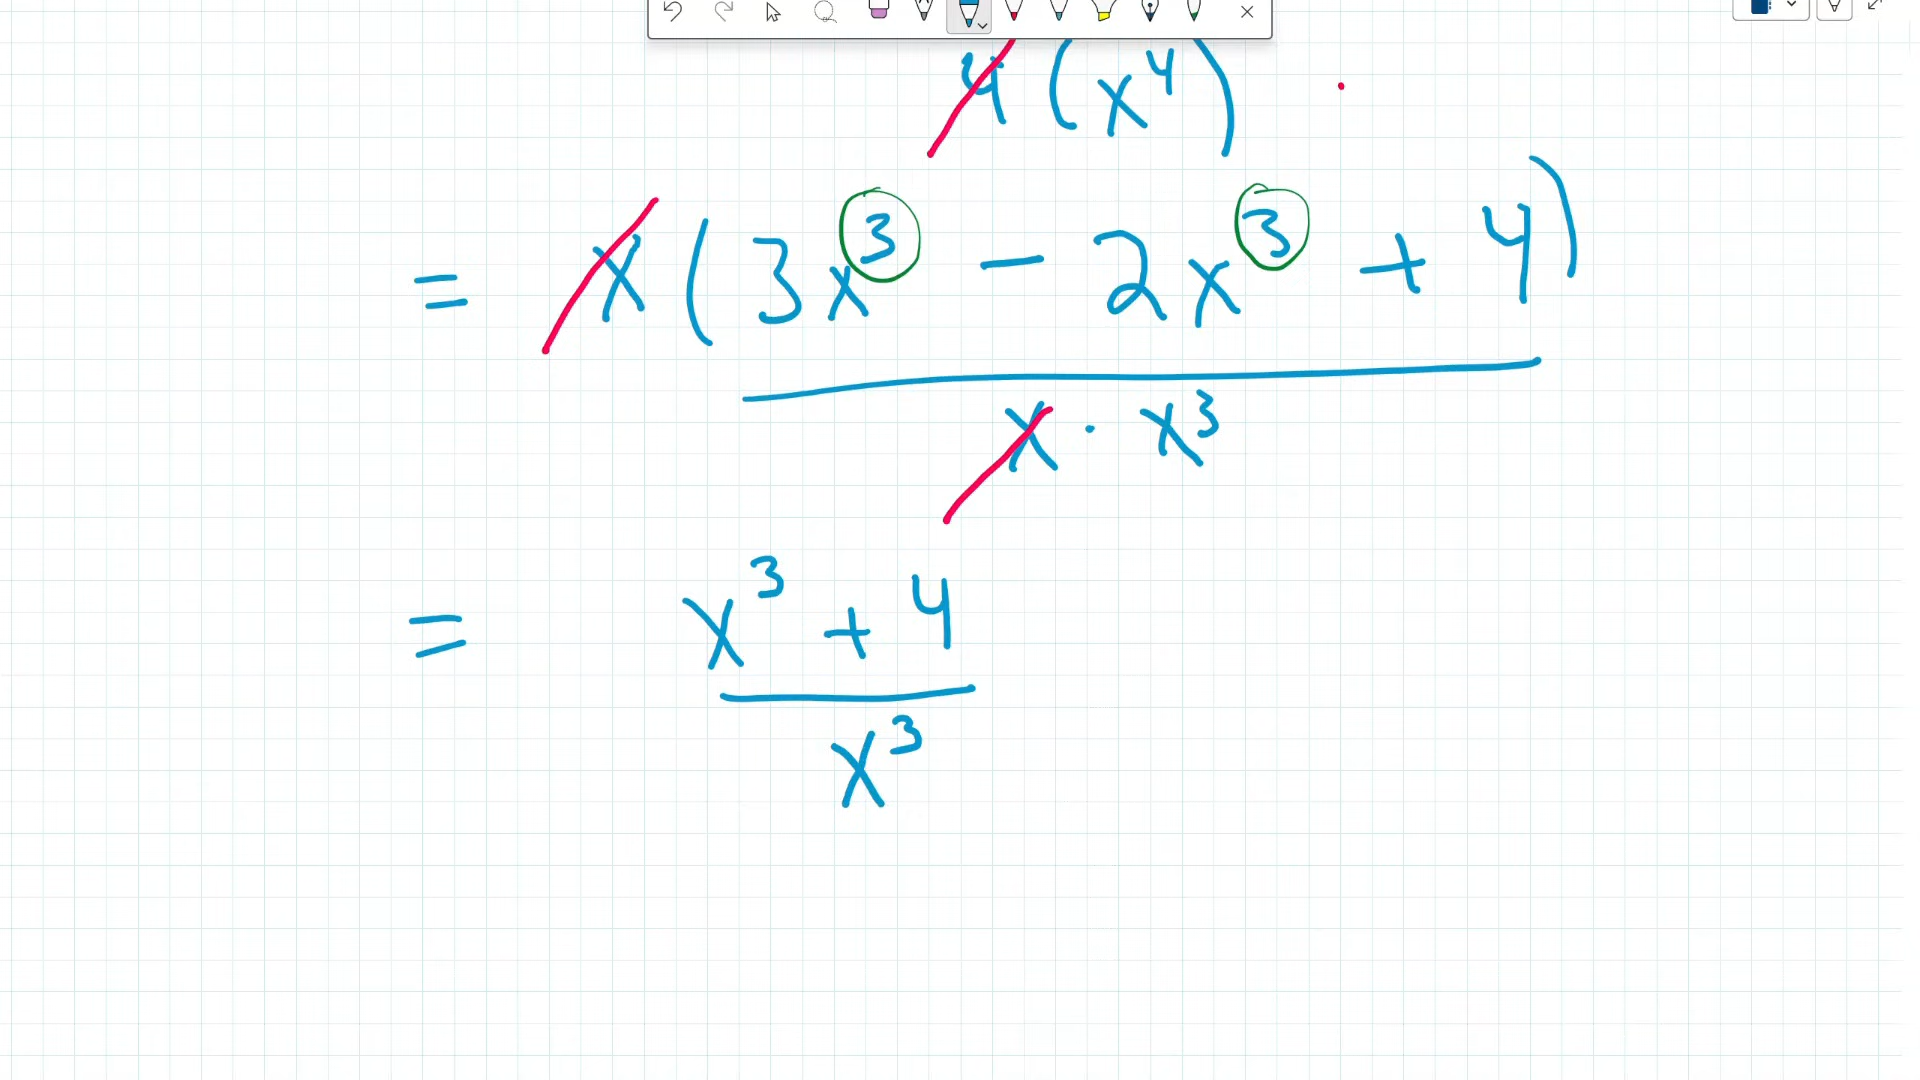 4(x⁴)
= x(3x³ - 2x³ + 4)
x · x³
= x³ + 4
x³